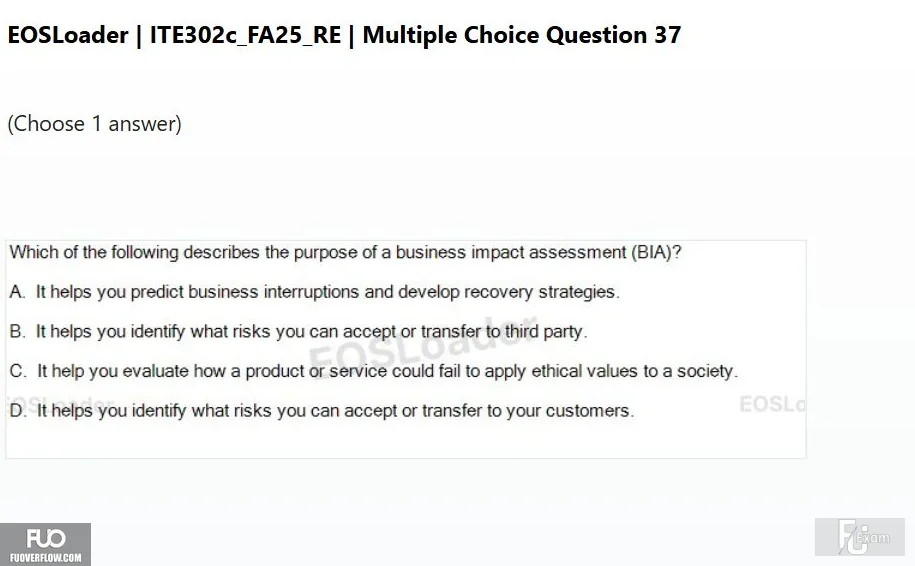 EOSLoader | ITE302c_FA25_RE | Multiple Choice Question 37
(Choose 1 answer)
Which of the following describes the purpose of a business impact assessment (BIA)?
A. It helps you predict business interruptions and develop recovery strategies.
B. It helps you identify what risks you can accept or transfer to third party.
EOSLoader
C. It help you evaluate how a product or service could fail to apply ethical values to a society.
D. It helps you identify what risks you can accept or transfer to your customers.
EOSLo
FUO
FUOVERFLOW.COM
Exam